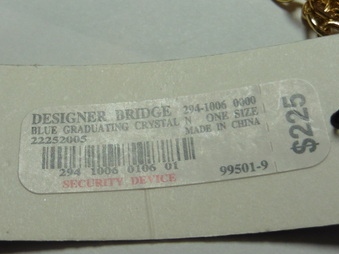 DESIGNER BRIDGE 294-1006 0000
BLUE GRADUATING CRYSTAL N ONE SIZE
22252005 MADE IN CHINA
294 1006 0106 01
SECURITY DEVICE
99501-9
$225